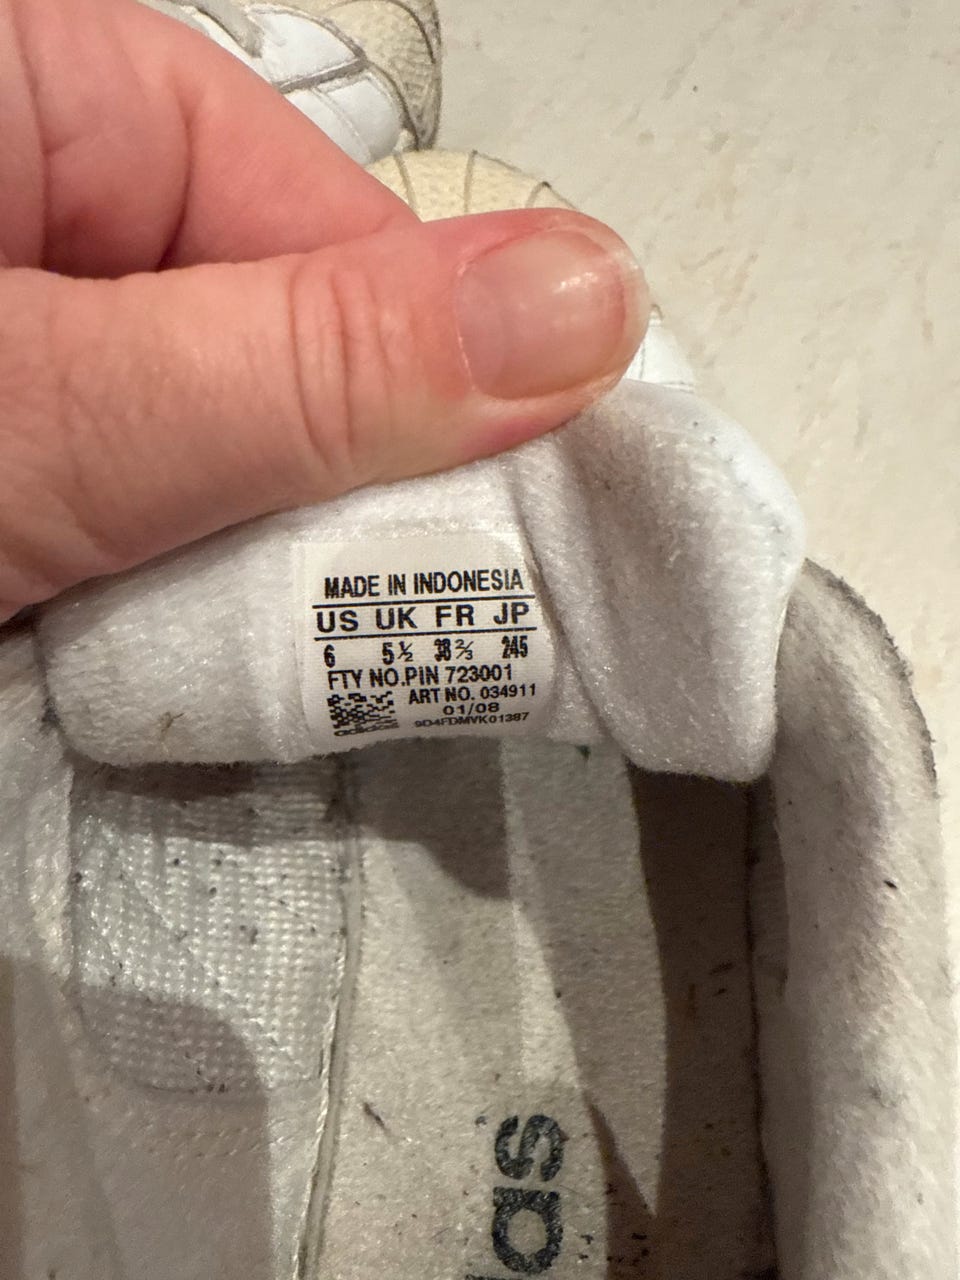 MADE IN INDONESIA
US UK FR JP
6 5½ 38⅔ 245
FTY NO.PIN 723001
ART NO. 034911
01/08
9D4FDMVK01387
adidas
das